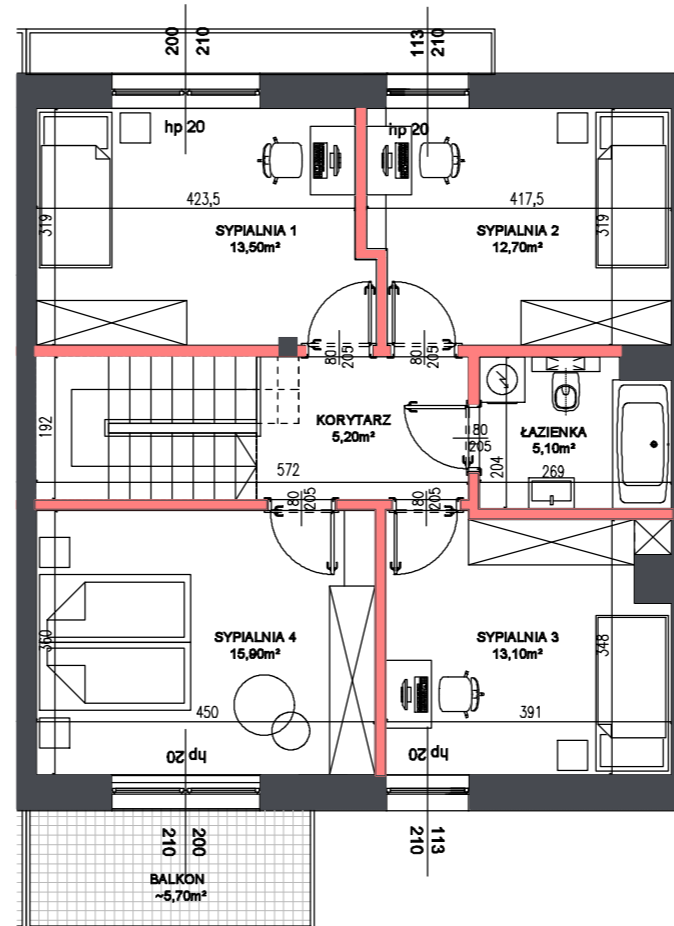 200
210
113
210
hp 20
hp 20
423,5
417,5
319
319
SYPIALNIA 1
13,50m²
SYPIALNIA 2
12,70m²
80
205
80
205
192
KORYTARZ
5,20m²
80
205
ŁAZIENKA
5,10m²
572
204
269
80
205
80
205
360
SYPIALNIA 4
15,90m²
SYPIALNIA 3
13,10m²
348
450
391
hp 20
hp 20
210
200
210
113
BALKON
~5,70m²